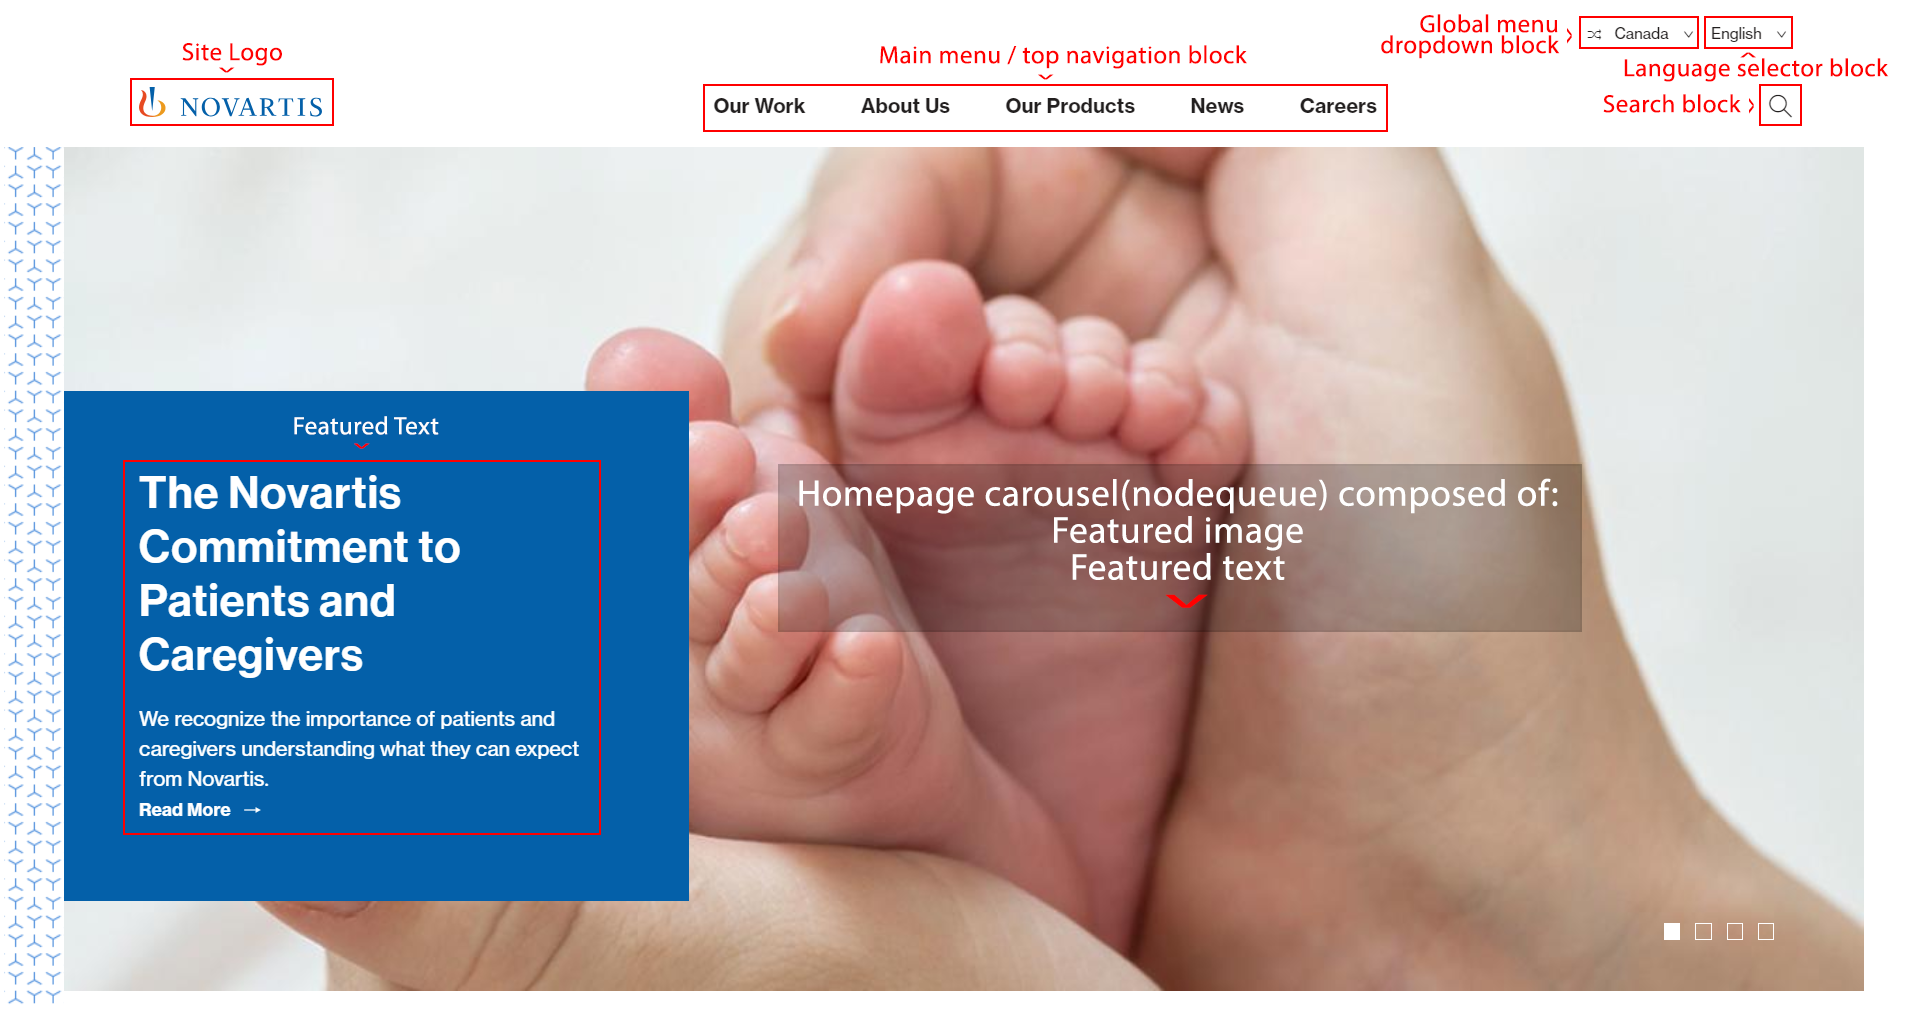 Global menu
dropdown block
Canada
English
Site Logo
Main menu / top navigation block
Language selector block
NOVARTIS
Our Work
About Us
Our Products
News
Careers
Search block
Featured Text
The Novartis
Commitment to
Patients and
Caregivers
We recognize the importance of patients and
caregivers understanding what they can expect
from Novartis.
Read More →
Homepage carousel(nodequeue) composed of:
Featured image
Featured text